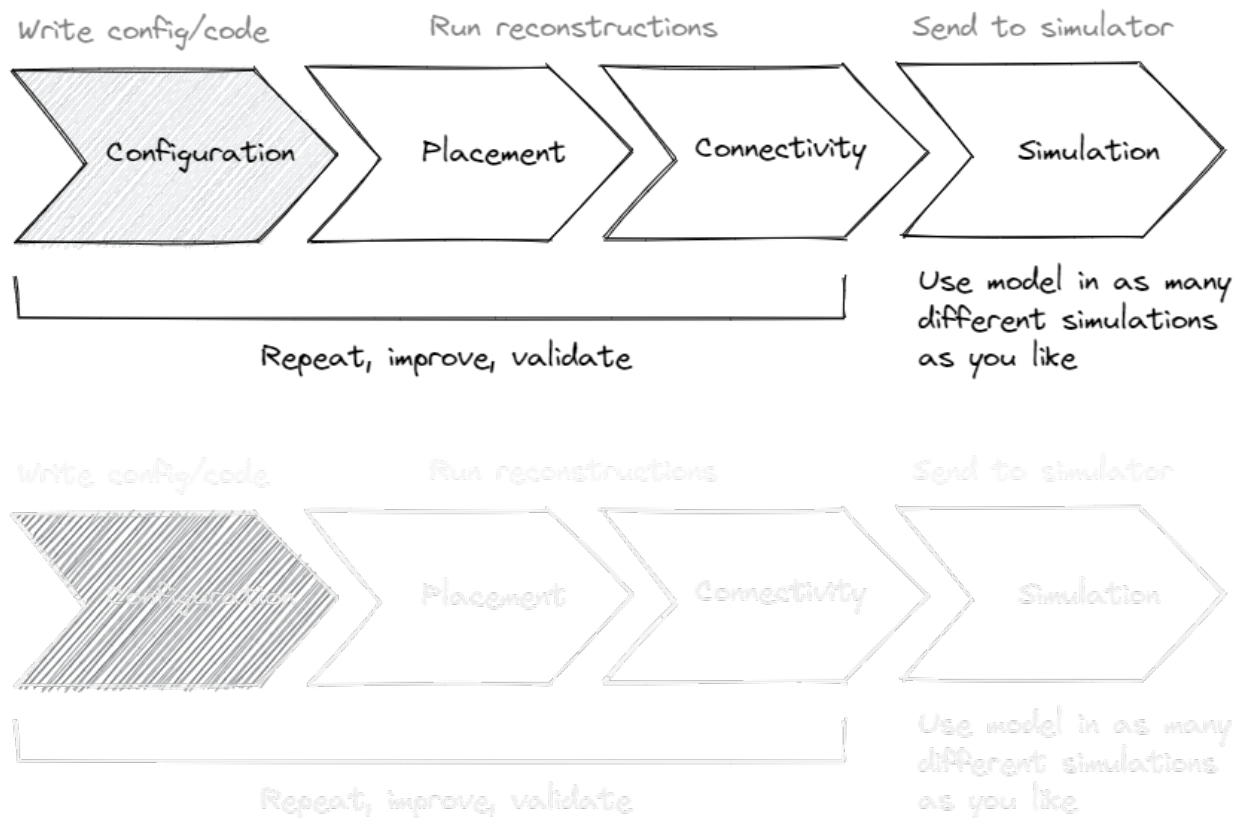 Write config/code
Run reconstructions
Send to simulator
Configuration
Placement
Connectivity
Simulation
Use model in as many
different simulations
as you like
Repeat, improve, validate
Write config/code
Run reconstructions
Send to simulator
Configuration
Placement
Connectivity
Simulation
Use model in as many
different simulations
as you like
Repeat, improve, validate